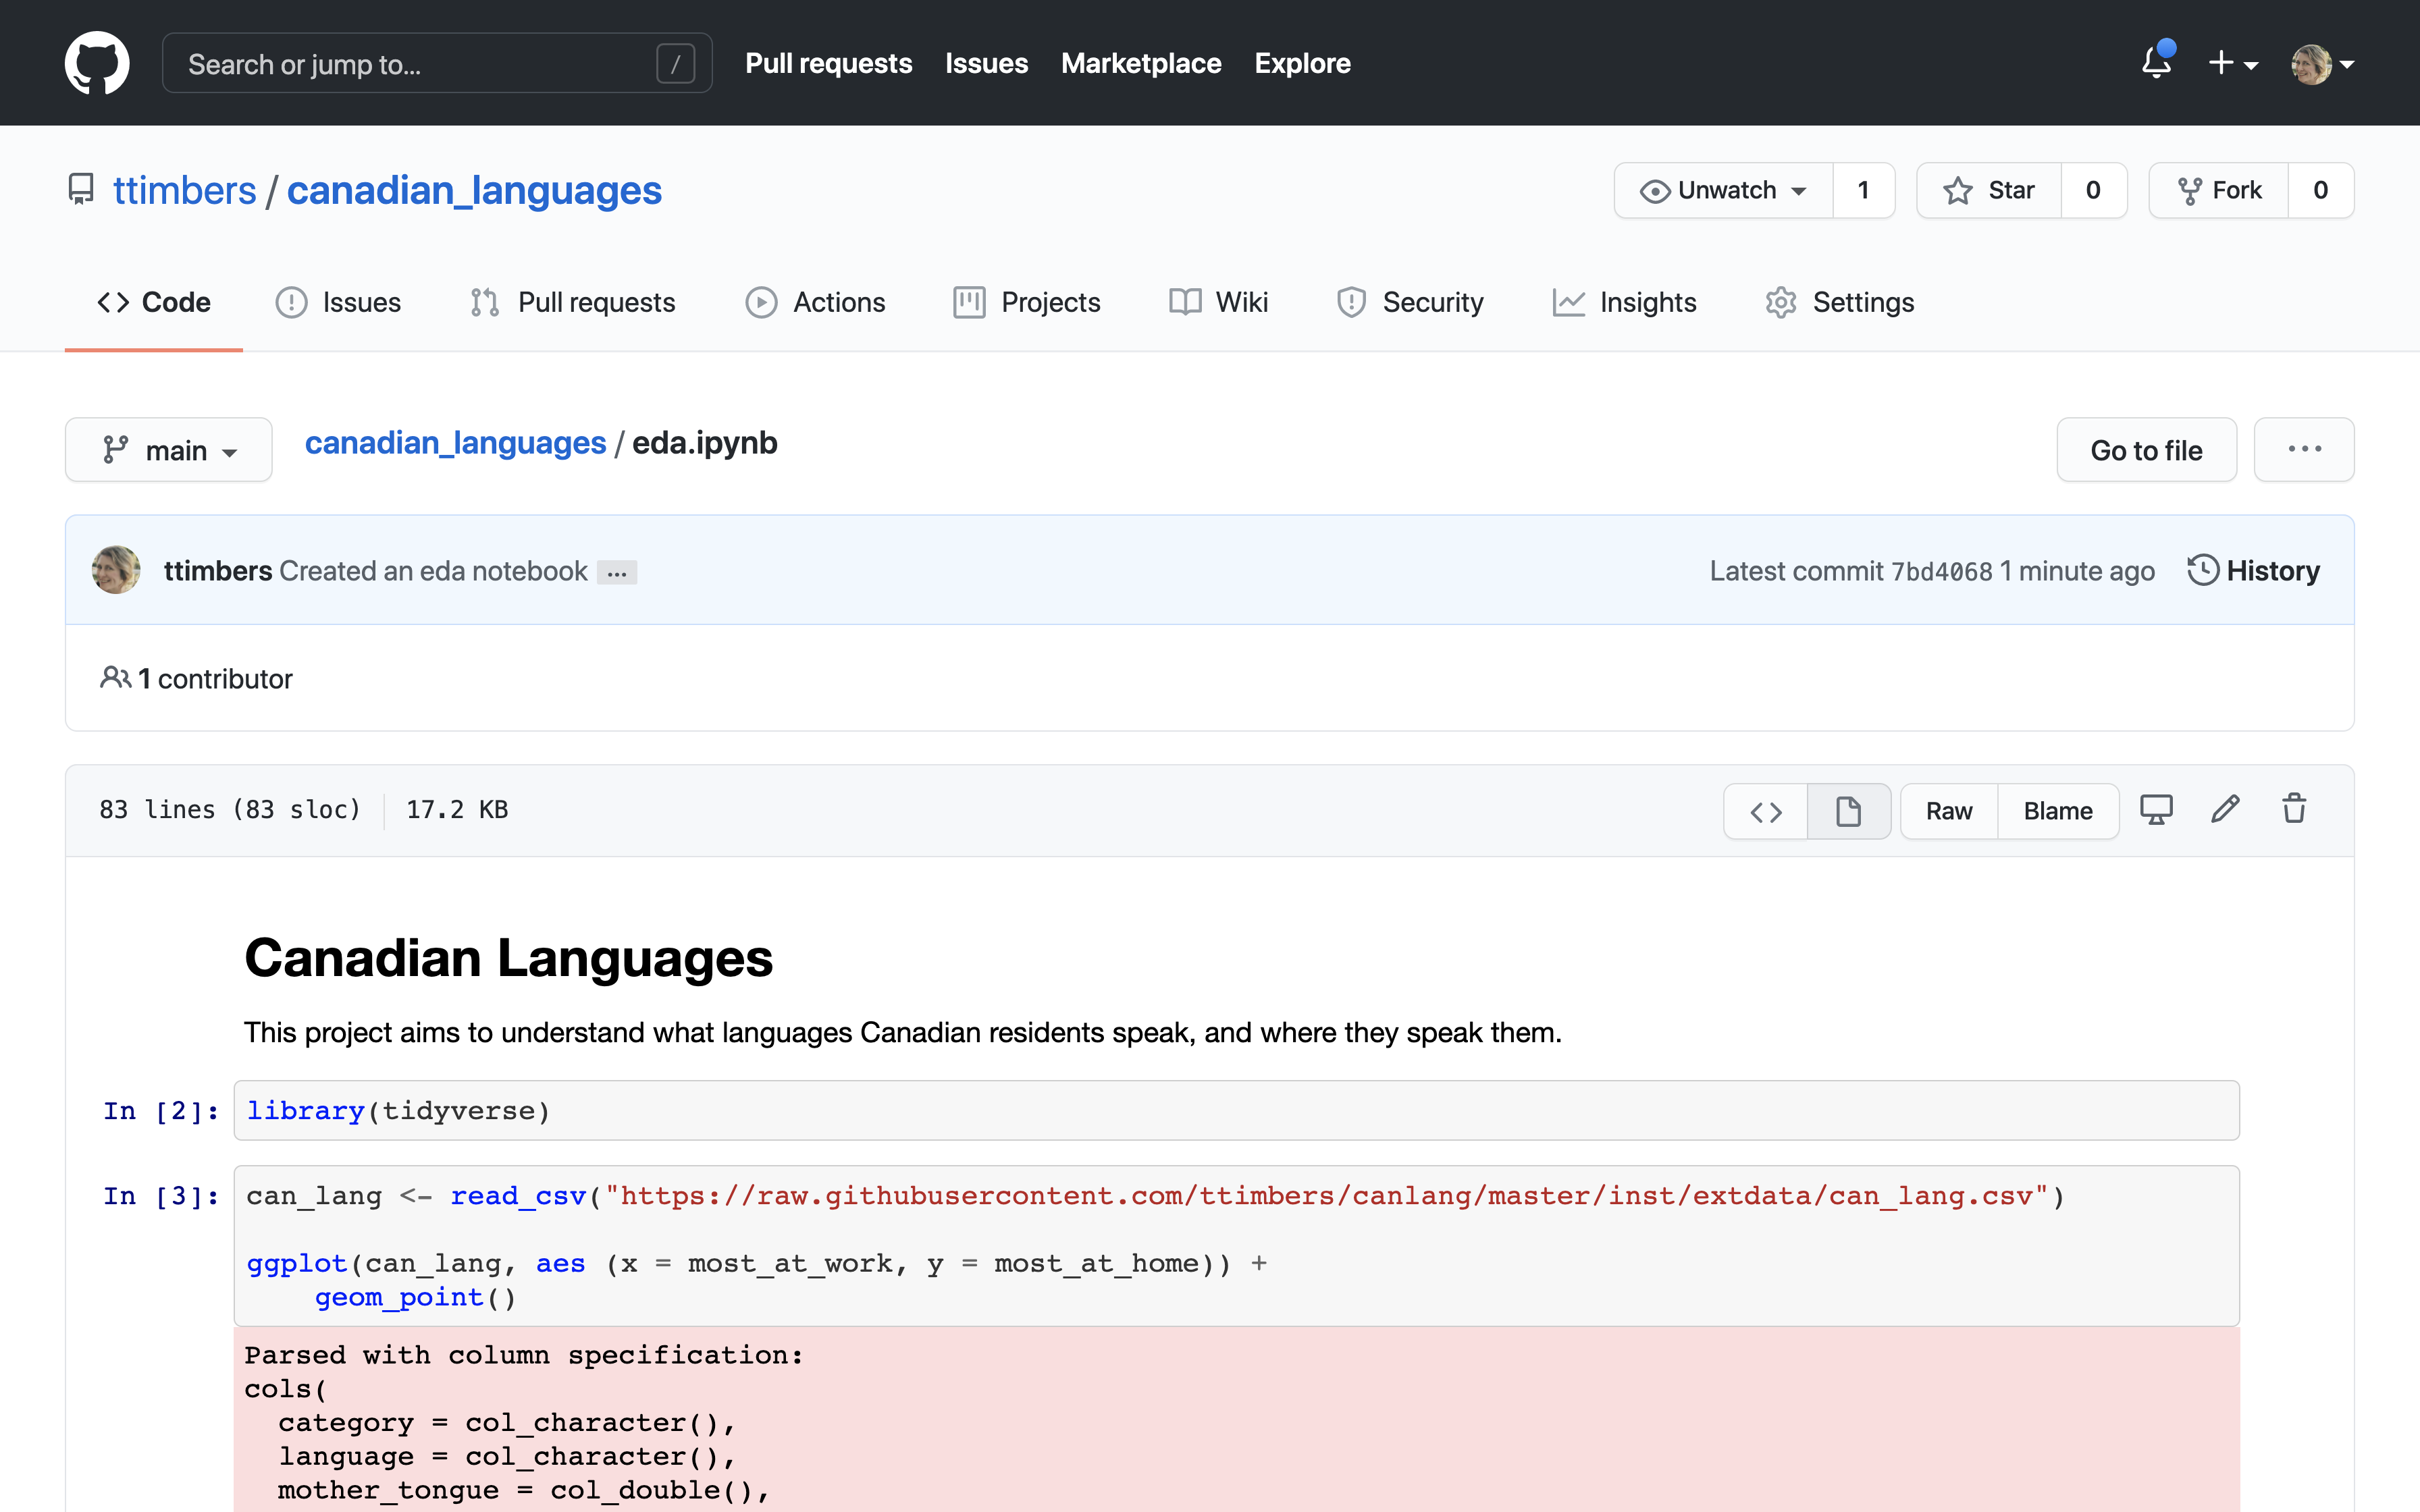 Search or jump to... /
Pull requests Issues Marketplace Explore
ttimbers / canadian_languages
Unwatch 1 Star 0 Fork 0
Code Issues Pull requests Actions Projects Wiki Security Insights Settings
main canadian_languages / eda.ipynb Go to file ...
ttimbers Created an eda notebook ... Latest commit 7bd4068 1 minute ago History
1 contributor
83 lines (83 sloc) 17.2 KB <> Raw Blame
Canadian Languages
This project aims to understand what languages Canadian residents speak, and where they speak them.
In [2]: library(tidyverse)
In [3]: can_lang <- read_csv("https://raw.githubusercontent.com/ttimbers/canlang/master/inst/extdata/can_lang.csv")
ggplot(can_lang, aes (x = most_at_work, y = most_at_home)) +
geom_point()
Parsed with column specification:
cols(
category = col_character(),
language = col_character(),
mother_tongue = col_double(),